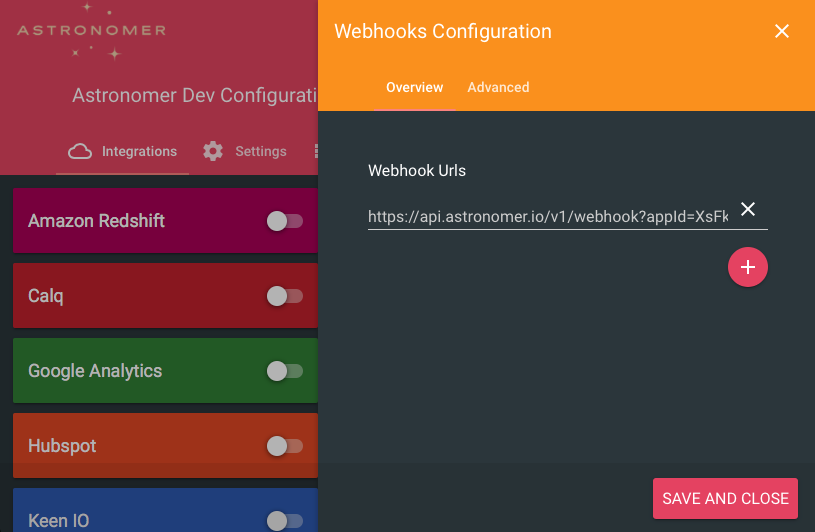 ASTRONOMER
Astronomer Dev Configurati
Integrations
Settings
Amazon Redshift
Calq
Google Analytics
Hubspot
Keen IO
Webhooks Configuration
Overview
Advanced
Webhook Urls
https://api.astronomer.io/v1/webhook?appId=XsFk
SAVE AND CLOSE